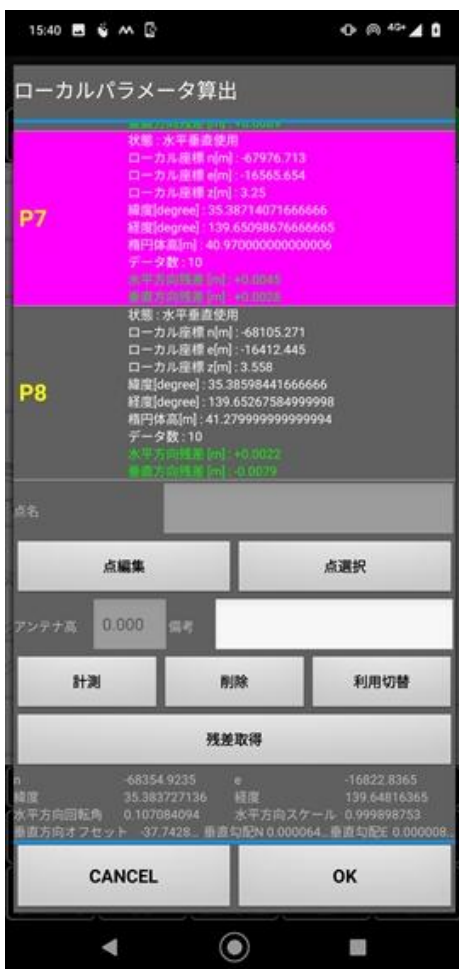 15:40
4G+
ローカルパラメータ算出
垂直方向残差 [m] : +0.0069
状態 : 水平垂直使用
ローカル座標 n[m] : -67976.713
ローカル座標 e[m] : -16565.654
ローカル座標 z[m] : 3.25
P7
緯度[degree] : 35.38714071666666
経度[degree] : 139.65098676666665
楕円体高[m] : 40.970000000000006
データ数 : 10
水平方向残差 [m] : +0.0045
垂直方向残差 [m] : +0.0028
状態 : 水平垂直使用
ローカル座標 n[m] : -68105.271
ローカル座標 e[m] : -16412.445
ローカル座標 z[m] : 3.558
P8
緯度[degree] : 35.38598441666666
経度[degree] : 139.65267584999998
楕円体高[m] : 41.279999999999994
データ数 : 10
水平方向残差 [m] : +0.0022
垂直方向残差 [m] : -0.0079
点名
点編集 点選択
アンテナ高 0.000 備考
計測 削除 利用切替
残差取得
n -68354.9235 e -16822.8365
緯度 35.383727136 経度 139.64816365
水平方向回転角 0.107084094 水平方向スケール 0.999898753
垂直方向オフセット -37.7428... 垂直勾配N 0.000064... 垂直勾配E 0.000008...
CANCEL OK